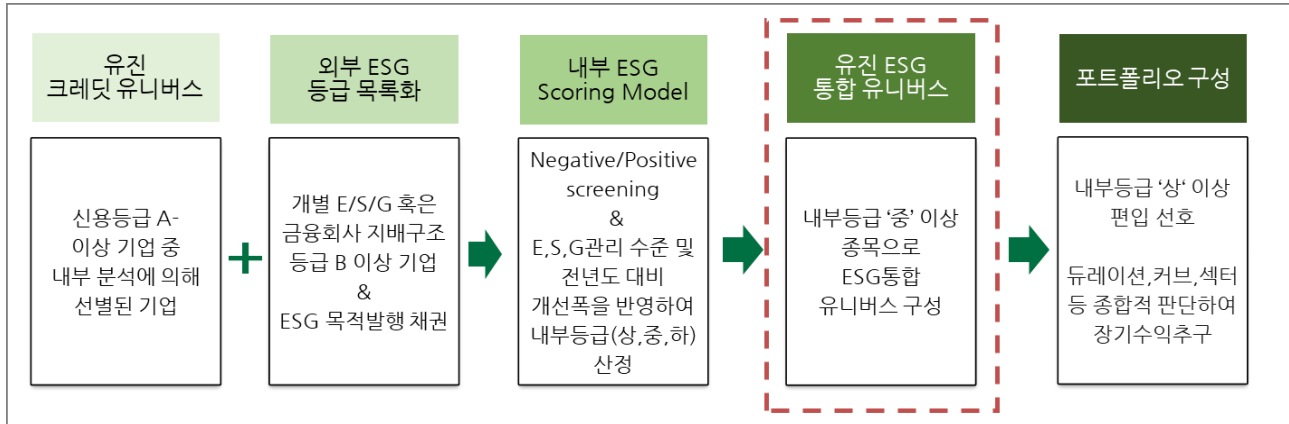 유진
크레딧 유니버스
신용등급 A-
이상 기업 중
내부 분석에 의해
선별된 기업
+
외부 ESG
등급 목록화
개별 E/S/G 혹은
금융회사 지배구조
등급 B 이상 기업
&
ESG 목적발행 채권
내부 ESG
Scoring Model
Negative/Positive
screening
&
E,S,G관리 수준 및
전년도 대비
개선폭을 반영하여
내부등급(상,중,하)
산정
유진 ESG
통합 유니버스
내부등급 ‘중’ 이상
종목으로
ESG통합
유니버스 구성
포트폴리오 구성
내부등급 ‘상‘ 이상
편입 선호
듀레이션,커브,섹터
등 종합적 판단하여
장기수익추구